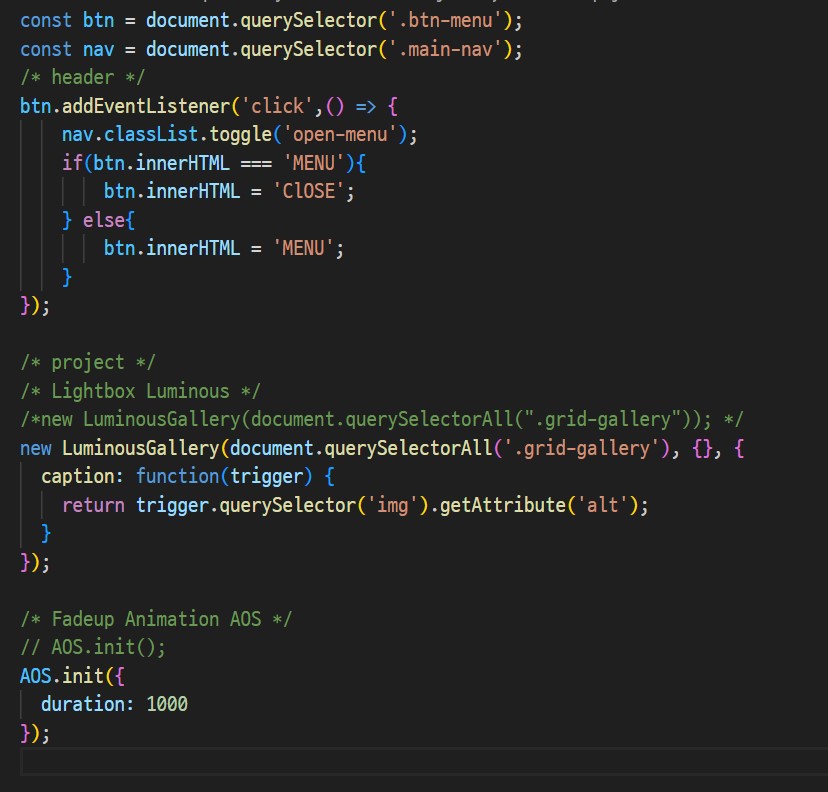 const btn = document.querySelector('.btn-menu');
const nav = document.querySelector('.main-nav');
/* header */
btn.addEventListener('click',() => {
    nav.classList.toggle('open-menu');
    if(btn.innerHTML === 'MENU'){
        btn.innerHTML = 'ClOSE';
    } else{
        btn.innerHTML = 'MENU';
    }
});

/* project */
/* Lightbox Luminous */
/*new LuminousGallery(document.querySelectorAll(".grid-gallery")); */
new LuminousGallery(document.querySelectorAll('.grid-gallery'), {}, {
  caption: function(trigger) {
    return trigger.querySelector('img').getAttribute('alt');
  }
});

/* Fadeup Animation AOS */
// AOS.init();
AOS.init({
  duration: 1000
});